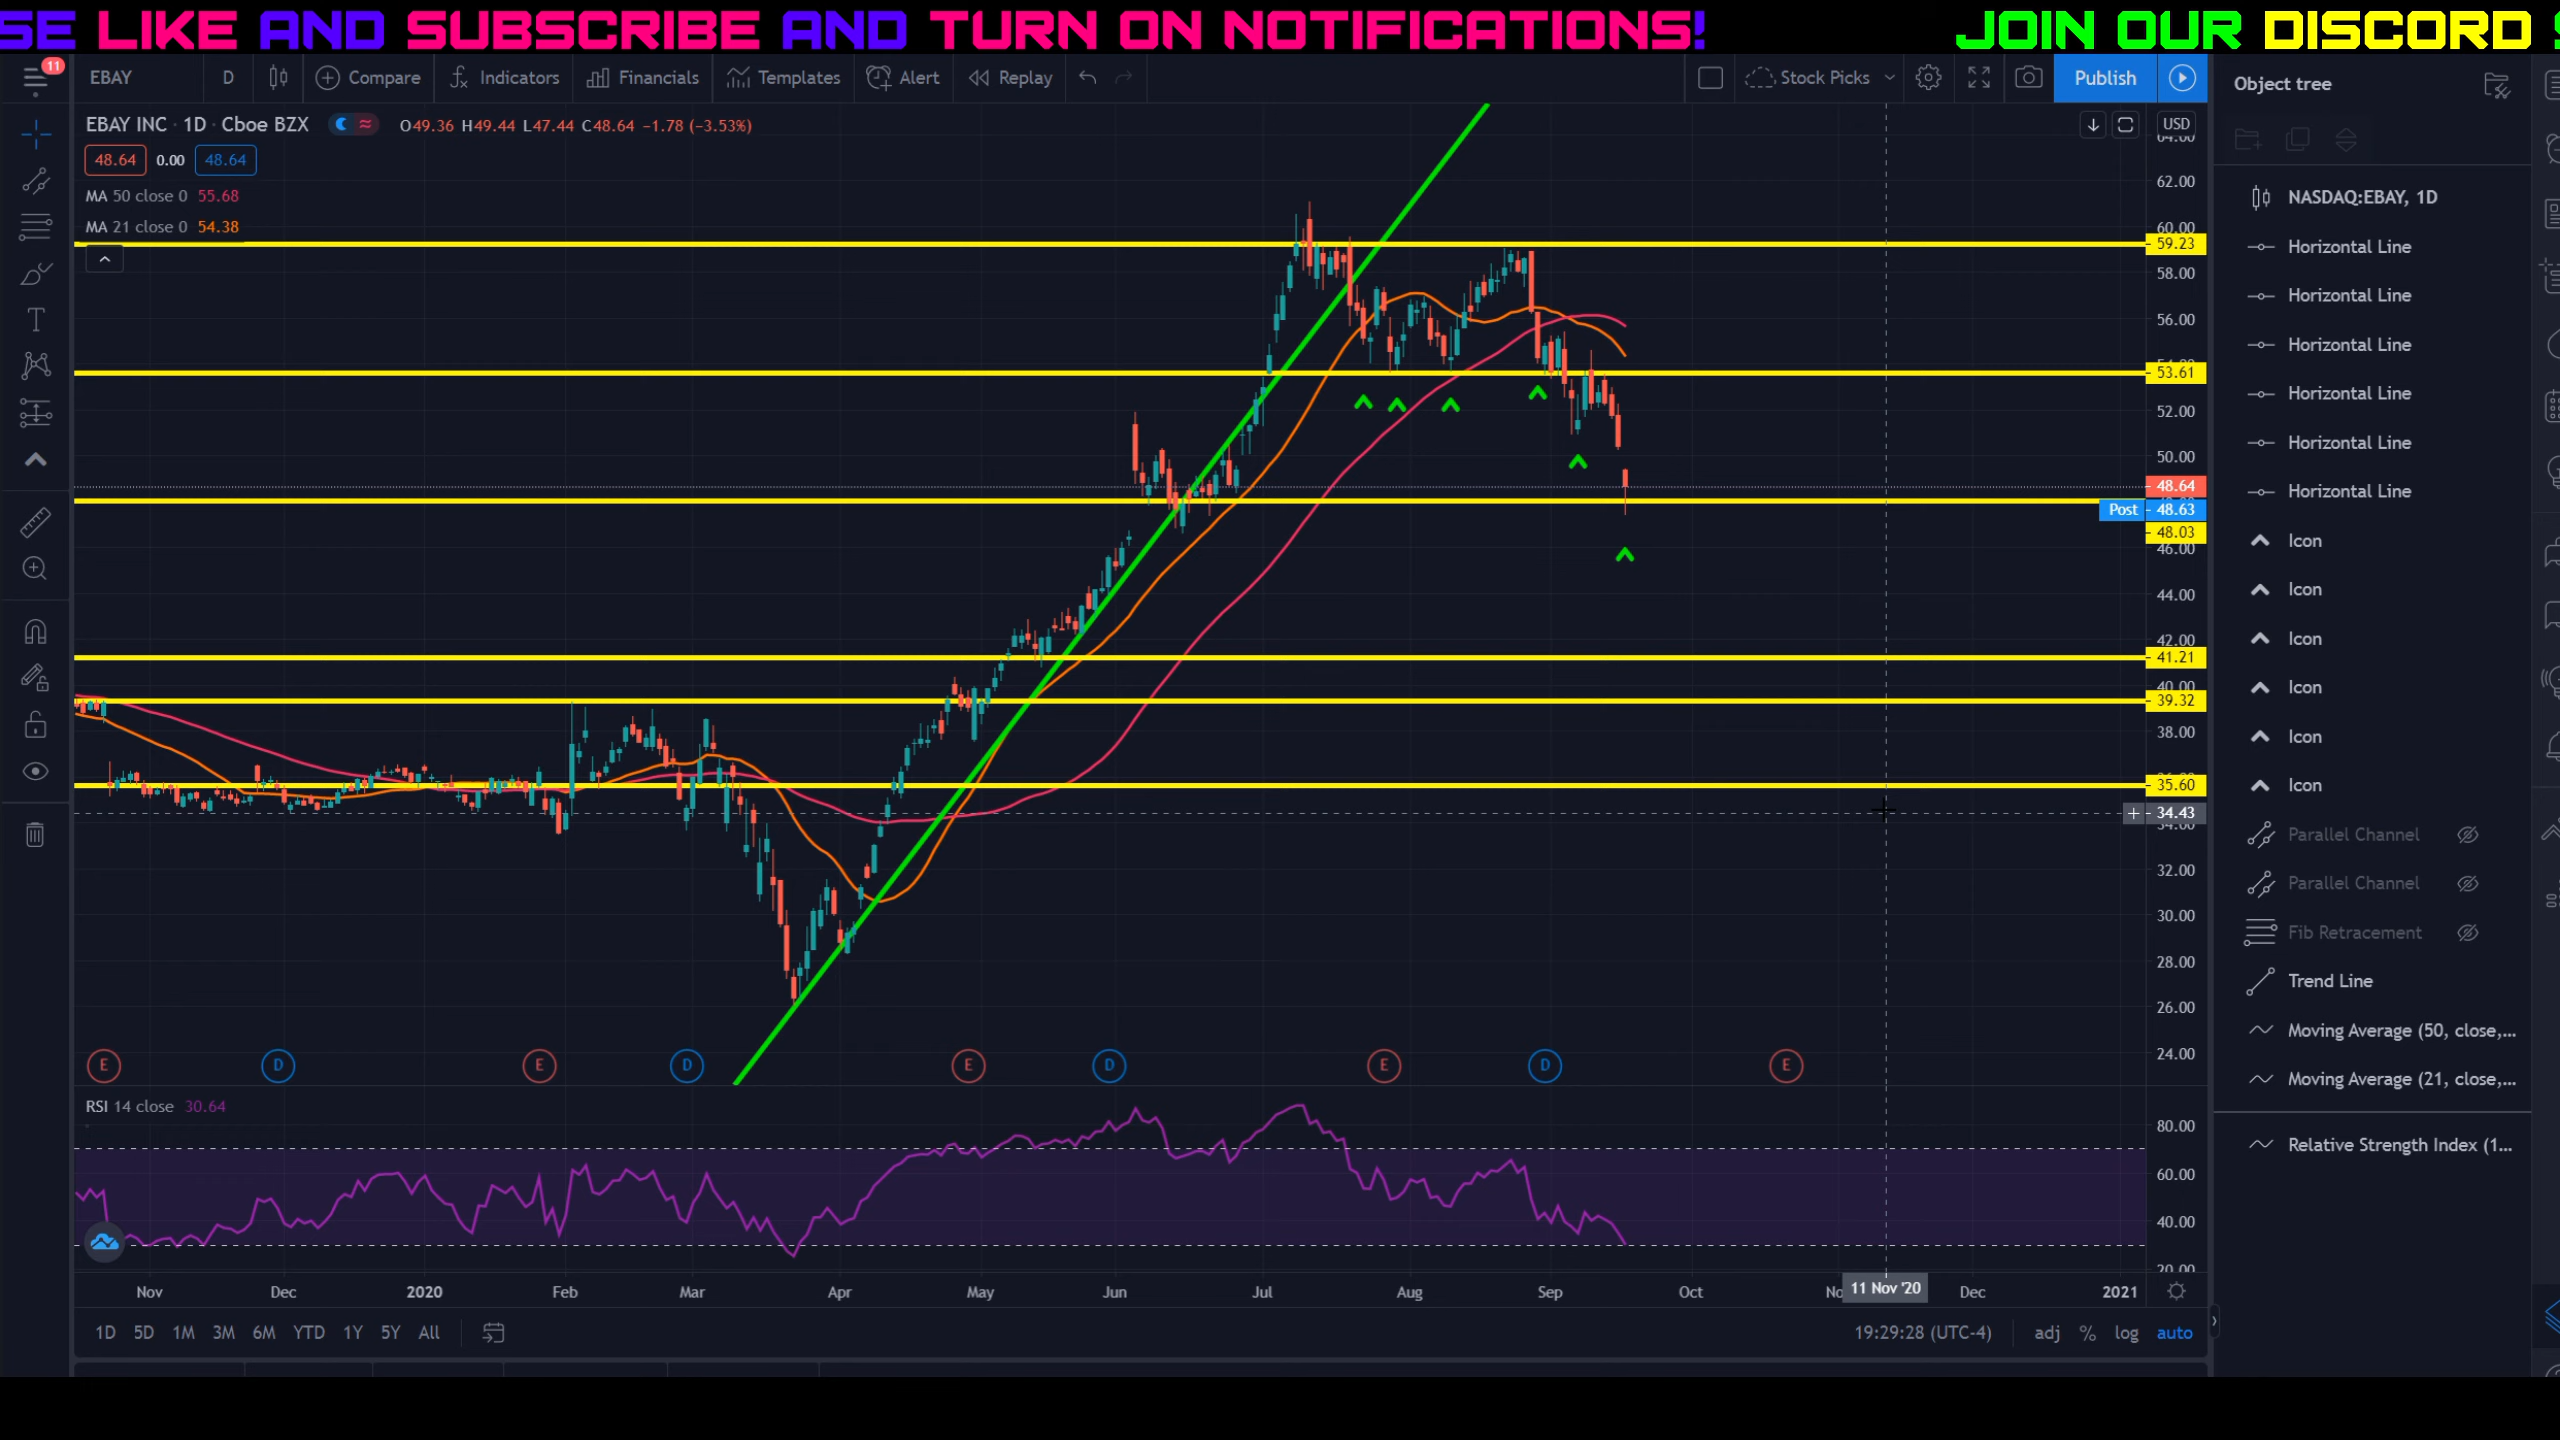 SE LIKE AND SUBSCRIBE AND TURN ON NOTIFICATIONS! JOIN OUR DISCORD
11
EBAY D Compare Indicators Financials Templates Alert Replay Stock Picks Publish
Object tree
EBAY INC · 1D · Cboe BZX O49.36 H49.44 L47.44 C48.64 −1.78 (−3.53%)
USD
48.64 0.00 48.64
MA 50 close 0 55.68
MA 21 close 0 54.38
64.00
62.00
60.00
59.23
58.00
56.00
53.61
52.00
50.00
48.64
Post 48.63
48.03
46.00
44.00
42.00
41.21
40.00
39.32
38.00
35.60
34.43
34.00
32.00
30.00
28.00
26.00
24.00
NASDAQ:EBAY, 1D
Horizontal Line
Horizontal Line
Horizontal Line
Horizontal Line
Horizontal Line
Horizontal Line
Icon
Icon
Icon
Icon
Icon
Icon
Parallel Channel
Parallel Channel
Fib Retracement
Trend Line
Moving Average (50, close,...
Moving Average (21, close,...
Relative Strength Index (1...
E D E D E D E D E
RSI 14 close 30.64
80.00
60.00
40.00
20.00
Nov Dec 2020 Feb Mar Apr May Jun Jul Aug Sep Oct No 11 Nov '20 Dec 2021
1D 5D 1M 3M 6M YTD 1Y 5Y All 19:29:28 (UTC-4) adj % log auto